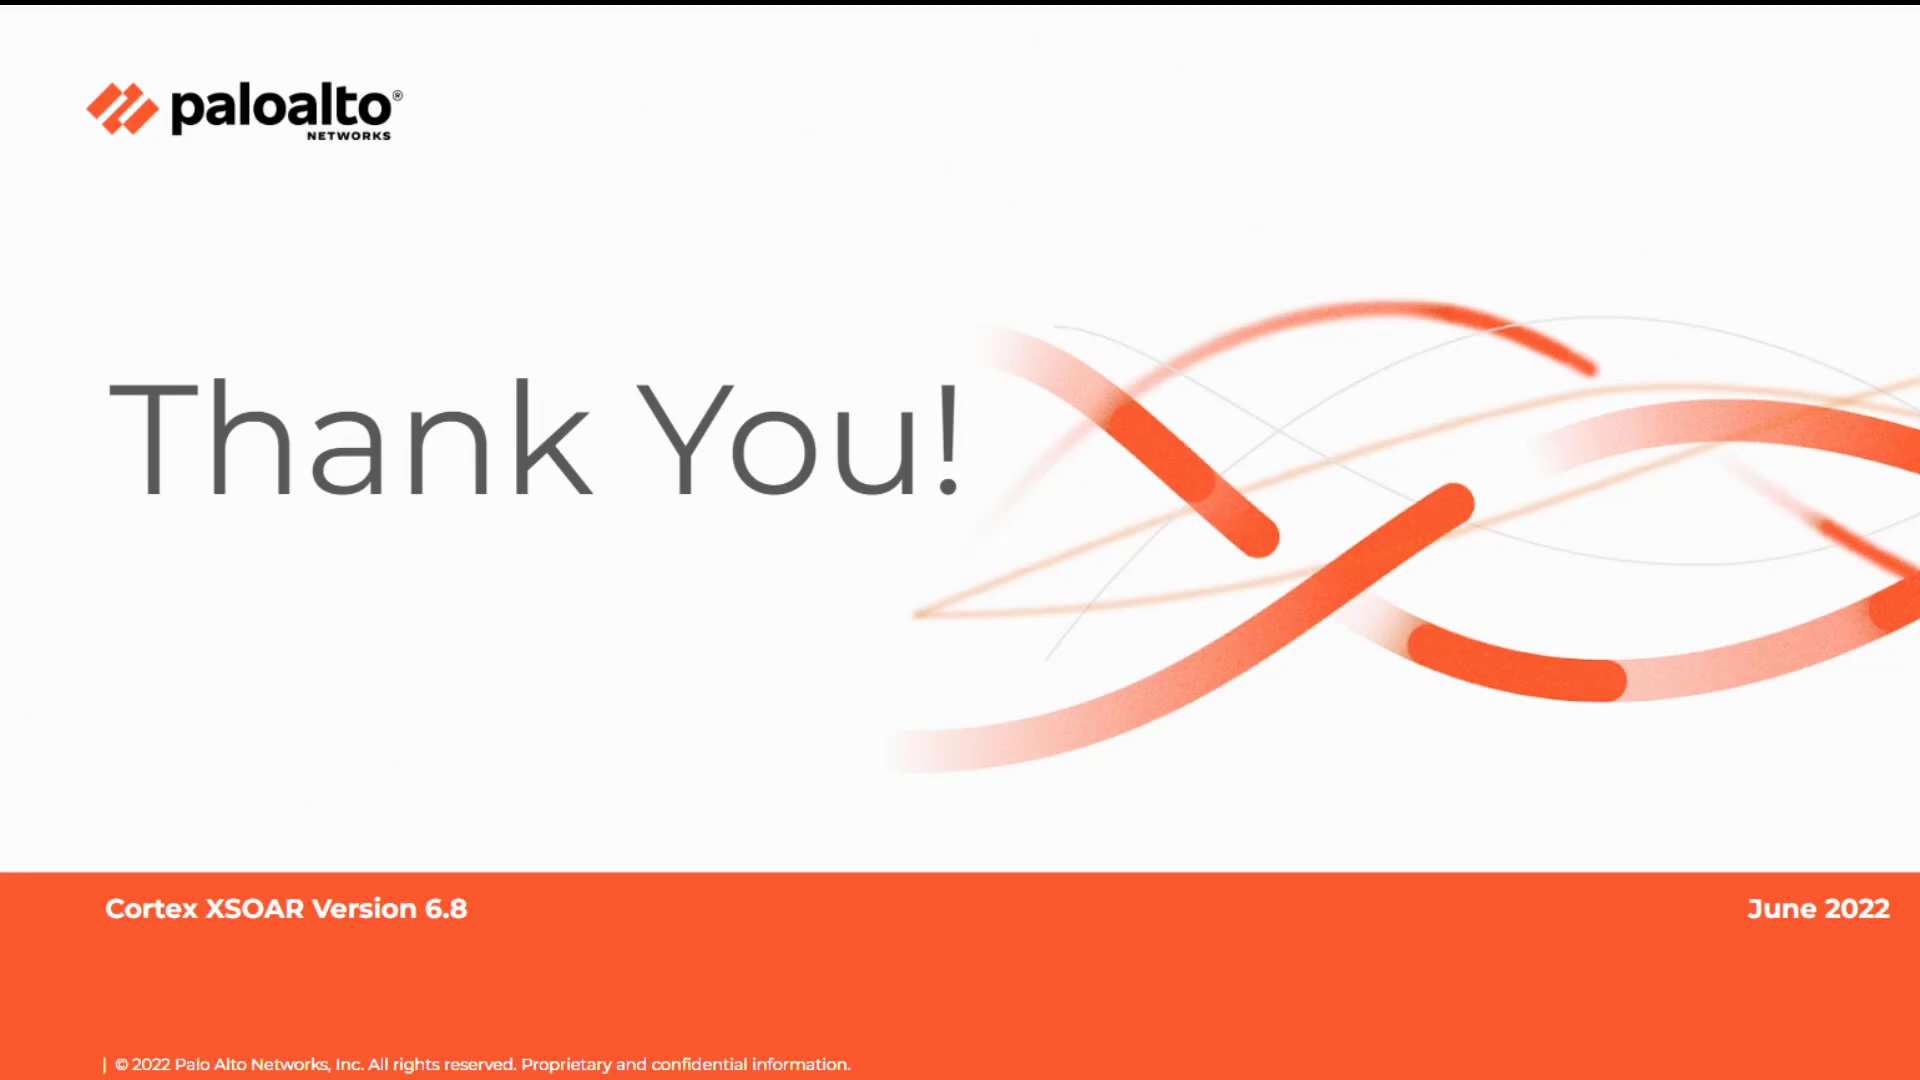 paloalto®
NETWORKS
Thank You!
Cortex XSOAR Version 6.8
June 2022
| © 2022 Palo Alto Networks, Inc. All rights reserved. Proprietary and confidential information.